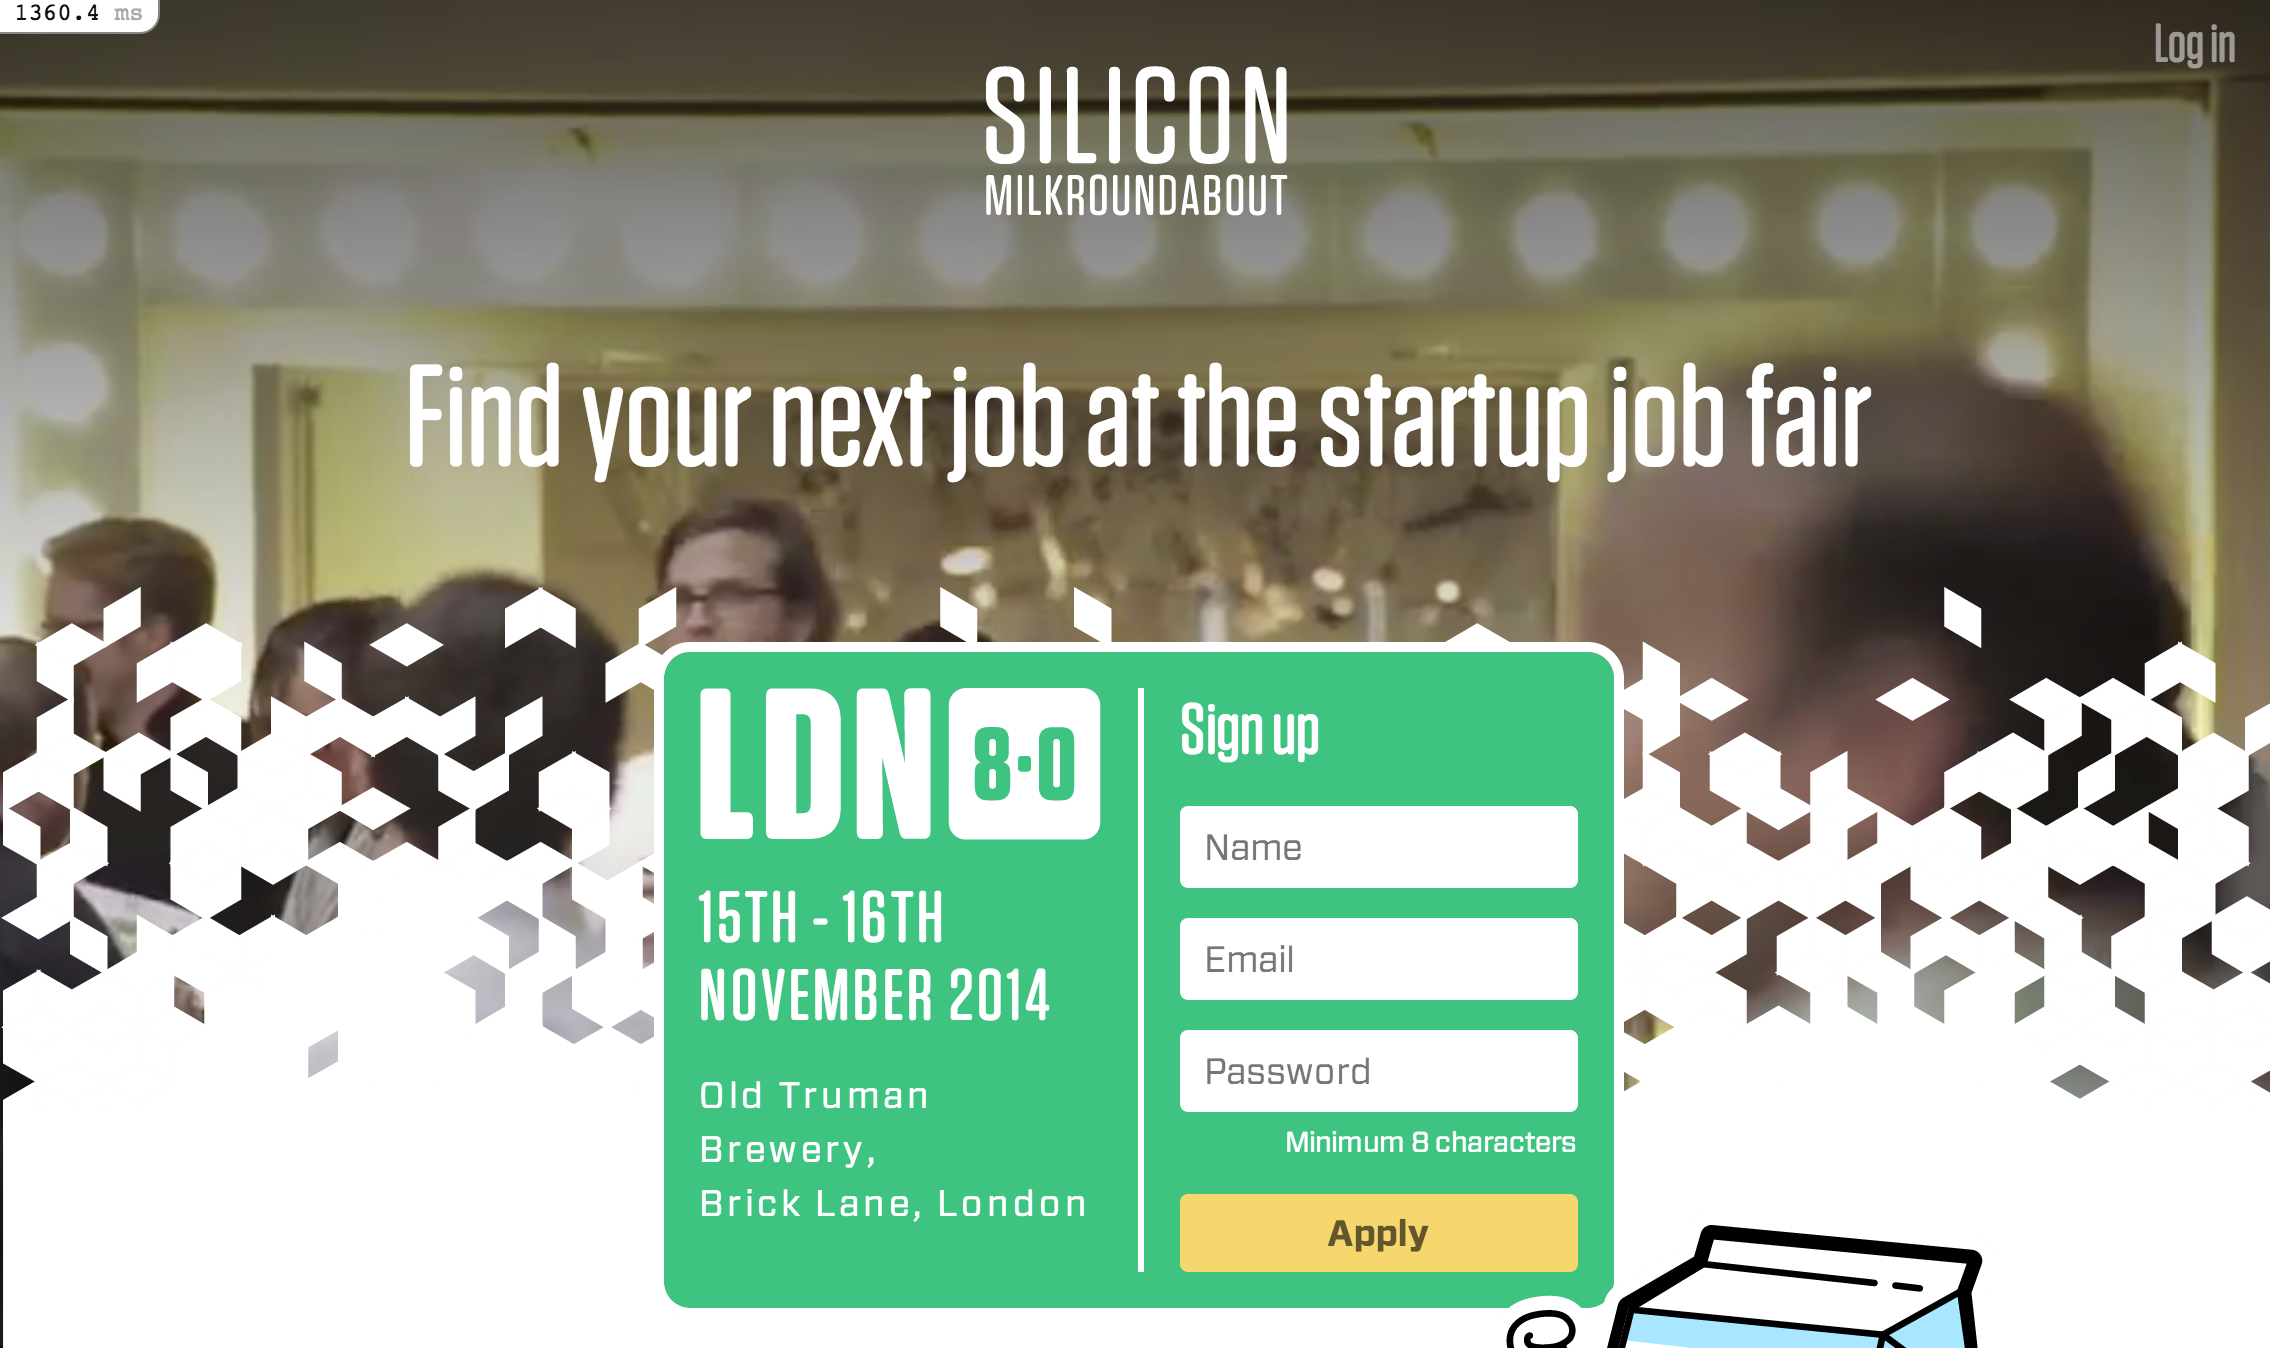 1360.4 ms
Log in
SILICON
MILKROUNDABOUT
Find your next job at the startup job fair
LDN 8·0
15TH - 16TH
NOVEMBER 2014
Old Truman
Brewery,
Brick Lane, London
Sign up
Name
Email
Password
Minimum 8 characters
Apply